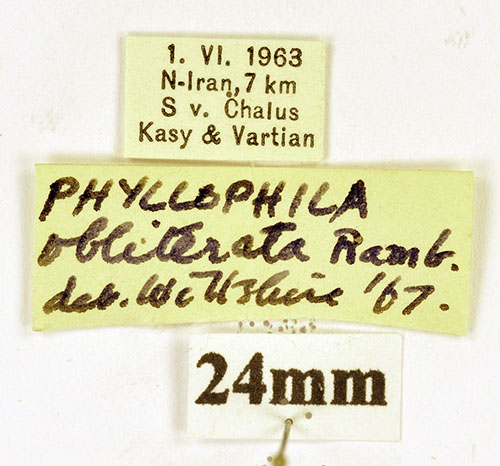 1. VI. 1963
N-Iran, 7 km
S v. Chalus
Kasy & Vartian
PHYLLOPHILA
obliterata Ramb.
det. Wiltshire '67.
24mm